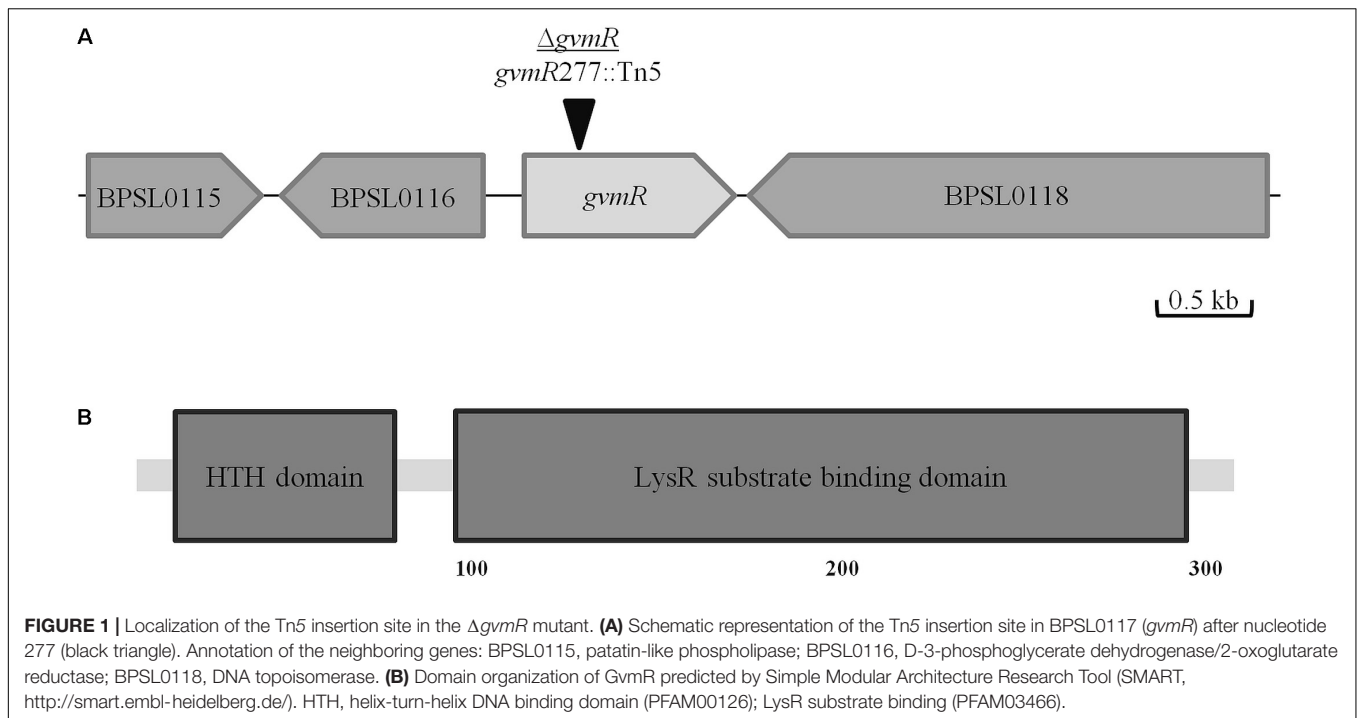 A
ΔgvmR
gvmR277::Tn5
BPSL0115
BPSL0116
gvmR
BPSL0118
0.5 kb
B
HTH domain
LysR substrate binding domain
100
200
300
FIGURE 1 | Localization of the Tn5 insertion site in the ΔgvmR mutant. (A) Schematic representation of the Tn5 insertion site in BPSL0117 (gvmR) after nucleotide
277 (black triangle). Annotation of the neighboring genes: BPSL0115, patatin-like phospholipase; BPSL0116, D-3-phosphoglycerate dehydrogenase/2-oxoglutarate
reductase; BPSL0118, DNA topoisomerase. (B) Domain organization of GvmR predicted by Simple Modular Architecture Research Tool (SMART,
http://smart.embl-heidelberg.de/). HTH, helix-turn-helix DNA binding domain (PFAM00126); LysR substrate binding (PFAM03466).